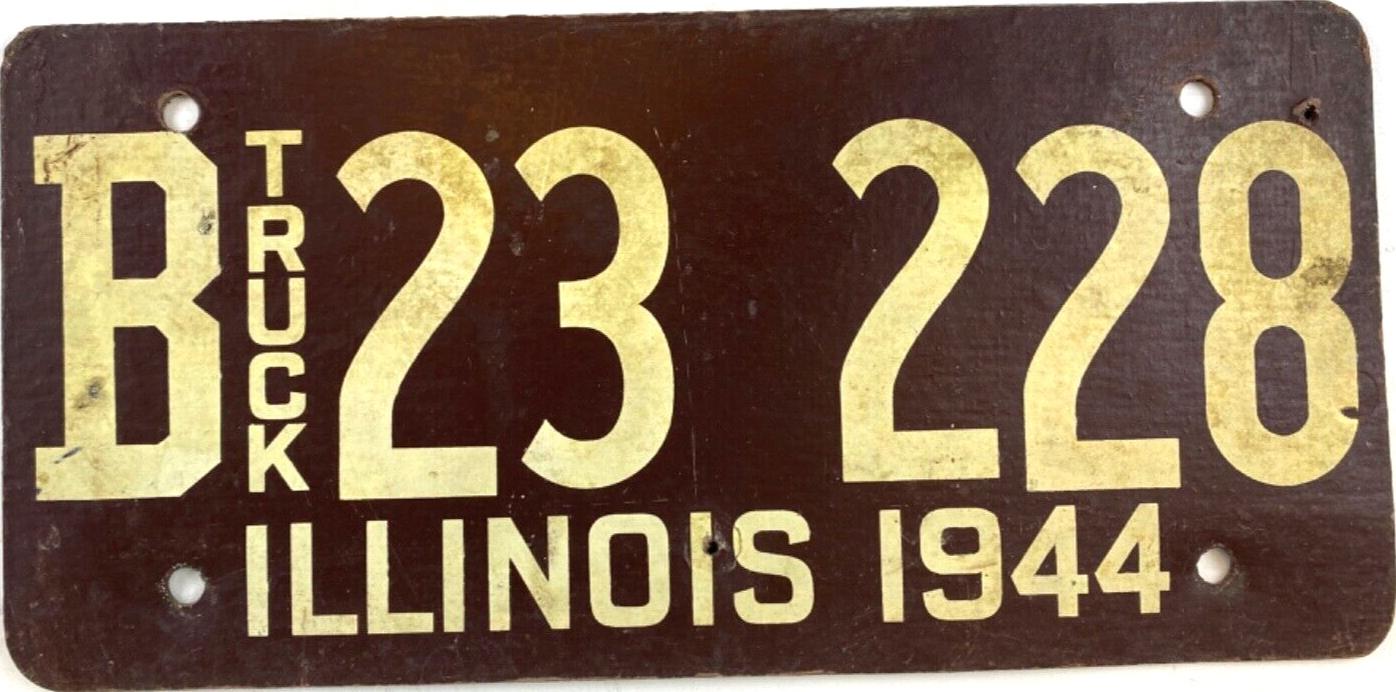 B TRUCK 23 228
ILLINOIS 1944